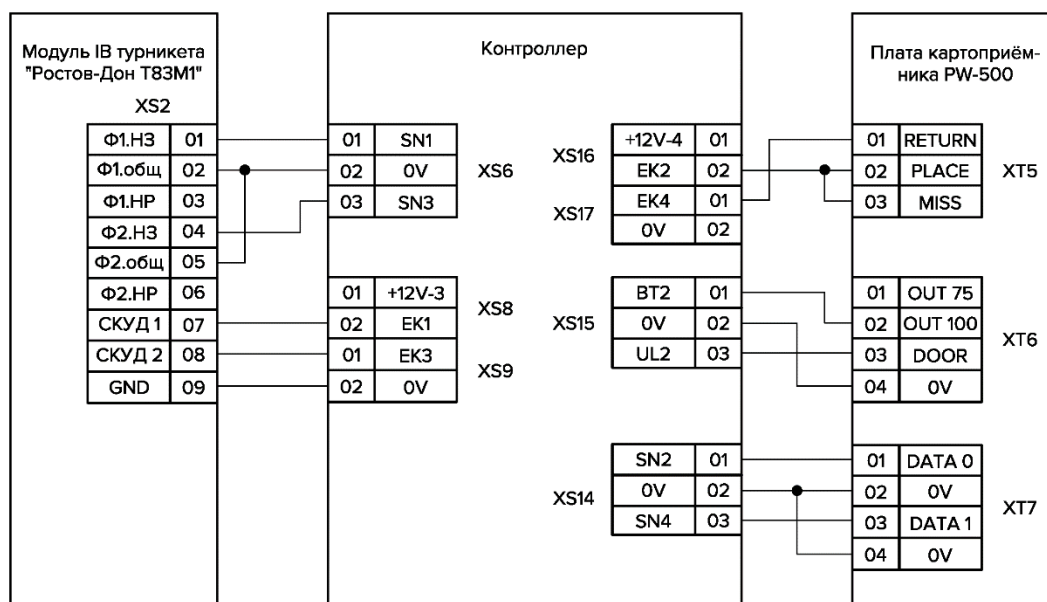 Модуль IB турникета
"Ростов-Дон Т83М1"
XS2
Ф1.НЗ 01
Ф1.общ 02
Ф1.НР 03
Ф2.НЗ 04
Ф2.общ 05
Ф2.НР 06
СКУД 1 07
СКУД 2 08
GND 09
Контроллер
01 SN1
02 0V
03 SN3
XS6
01 +12V-3
02 EK1
01 EK3
02 0V
XS8
XS9
XS16
XS17
+12V-4 01
EK2 02
EK4 01
0V 02
XS15
BT2 01
0V 02
UL2 03
XS14
SN2 01
0V 02
SN4 03
Плата картоприём-
ника PW-500
01 RETURN
02 PLACE
03 MISS
XT5
01 OUT 75
02 OUT 100
03 DOOR
04 0V
XT6
01 DATA 0
02 0V
03 DATA 1
04 0V
XT7